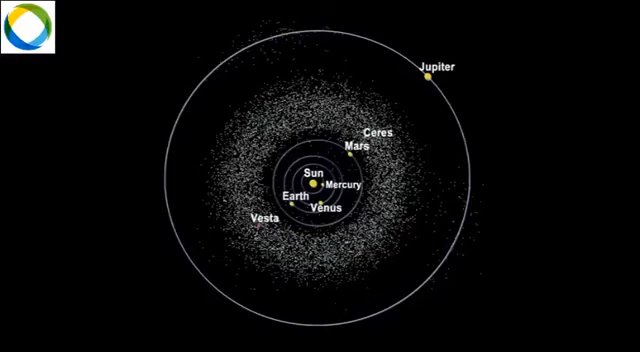 Jupiter
Ceres
Mars
Sun
Mercury
Earth
Venus
Vesta